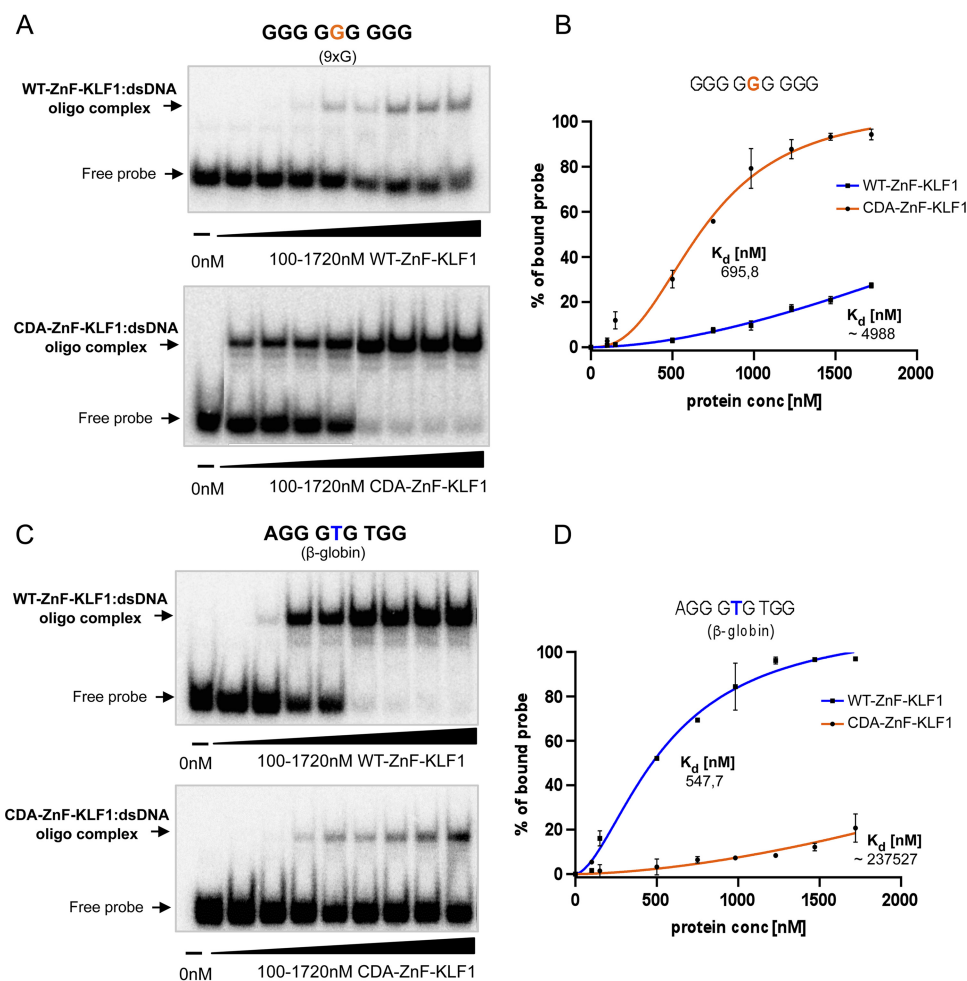 A
GGG GGG GGG
(9xG)
WT-ZnF-KLF1:dsDNA
oligo complex
Free probe
0nM
100-1720nM WT-ZnF-KLF1
CDA-ZnF-KLF1:dsDNA
oligo complex
Free probe
0nM
100-1720nM CDA-ZnF-KLF1
B
GGG GGG GGG
% of bound probe
100
80
60
40
20
0
WT-ZnF-KLF1
CDA-ZnF-KLF1
Kd [nM]
695,8
Kd [nM]
~ 4988
0
500
1000
1500
2000
protein conc [nM]
C
AGG GTG TGG
(β-globin)
WT-ZnF-KLF1:dsDNA
oligo complex
Free probe
0nM
100-1720nM WT-ZnF-KLF1
CDA-ZnF-KLF1:dsDNA
oligo complex
Free probe
0nM
100-1720nM CDA-ZnF-KLF1
D
AGG GTG TGG
(β-globin)
% of bound probe
100
80
60
40
20
0
WT-ZnF-KLF1
CDA-ZnF-KLF1
Kd [nM]
547,7
Kd [nM]
~ 237527
0
500
1000
1500
2000
protein conc [nM]